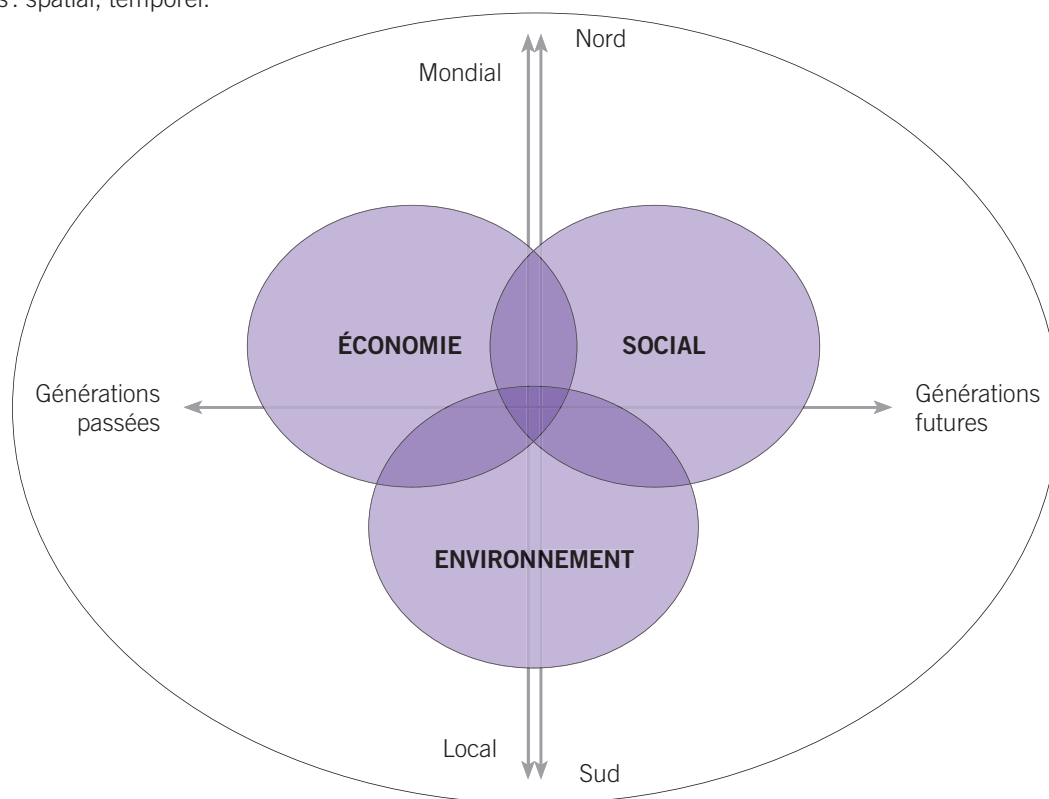 s : spatial, temporel.
Nord
Mondial
ÉCONOMIE
SOCIAL
Générations
passées
Générations
futures
ENVIRONNEMENT
Local
Sud